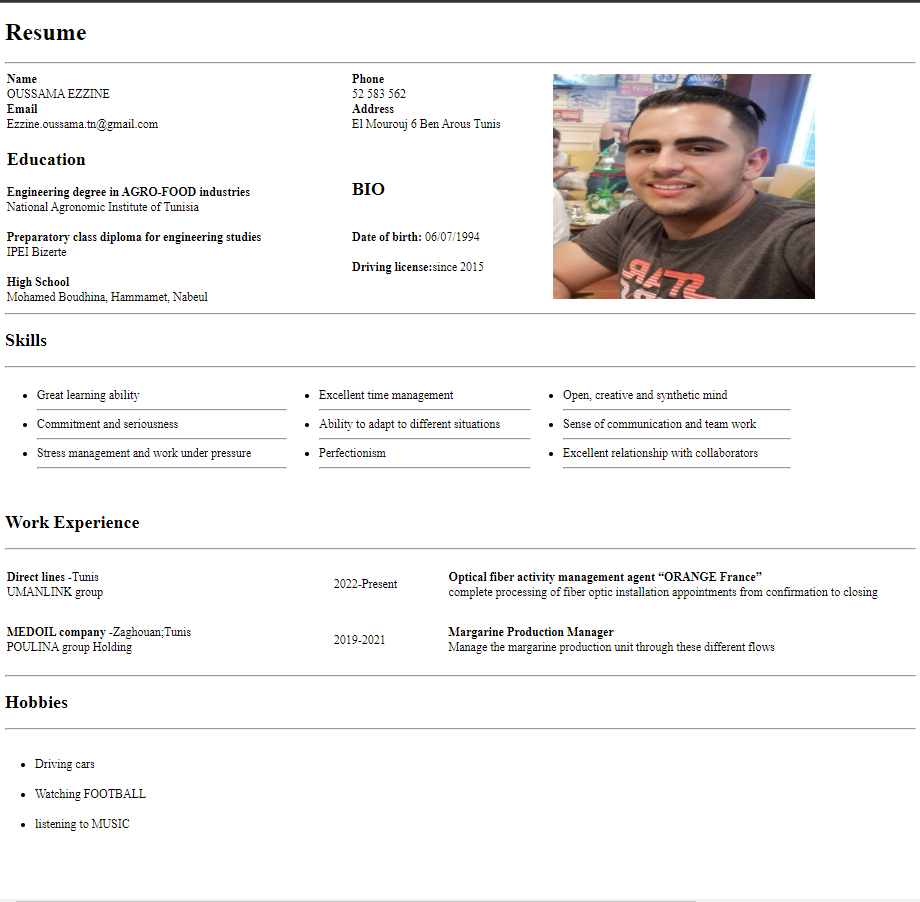 Resume
Name
OUSSAMA EZZINE
Email
Ezzine.oussama.tn@gmail.com
Phone
52 583 562
Address
El Mourouj 6 Ben Arous Tunis
Education
Engineering degree in AGRO-FOOD industries
National Agronomic Institute of Tunisia
Preparatory class diploma for engineering studies
IPEI Bizerte
High School
Mohamed Boudhina, Hammamet, Nabeul
BIO
Date of birth: 06/07/1994
Driving license:since 2015
Skills
Great learning ability
Commitment and seriousness
Stress management and work under pressure
Excellent time management
Ability to adapt to different situations
Perfectionism
Open, creative and synthetic mind
Sense of communication and team work
Excellent relationship with collaborators
Work Experience
Direct lines -Tunis
UMANLINK group
2022-Present
Optical fiber activity management agent “ORANGE France”
complete processing of fiber optic installation appointments from confirmation to closing
MEDOIL company -Zaghouan;Tunis
POULINA group Holding
2019-2021
Margarine Production Manager
Manage the margarine production unit through these different flows
Hobbies
Driving cars
Watching FOOTBALL
listening to MUSIC